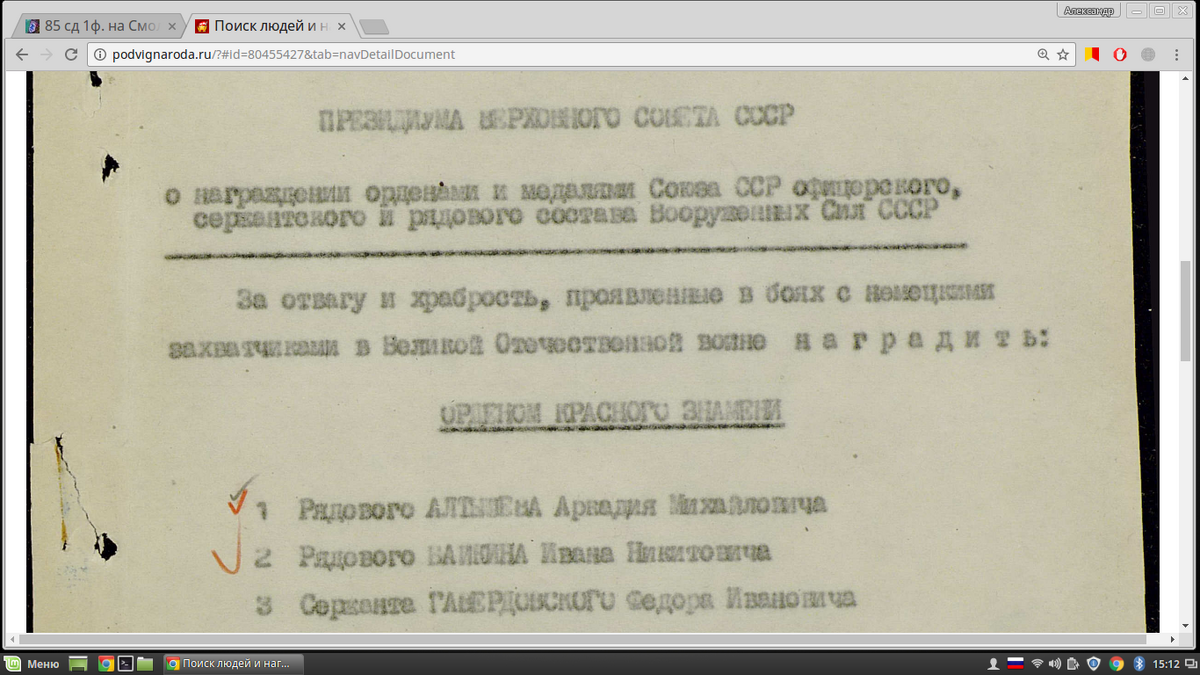 Александр
85 сд 1ф. на Смо
Поиск людей и н
podvignaroda.ru/?#id=80455427&tab=navDetailDocument
ПРЕЗИДИУМА ВЕРХОВНОГО СОВЕТА СССР
о награждении орденами и медалями Союза ССР офицерского,
сержантского и рядового состава Вооруженных Сил СССР
За отвагу и храбрость, проявленные в боях с немецкими
захватчиками в Великой Отечественной войне н а г р а д и т ь:
ОРДЕНОМ КРАСНОГО ЗНАМЕНИ
1 Рядового Аркадия Михайловича
2 Рядового БАИКИНА Ивана Никитовича
3 Сержанта ГАВЕРДОВСКОГО Федора Ивановича
Меню
Поиск людей и наг...
15:12